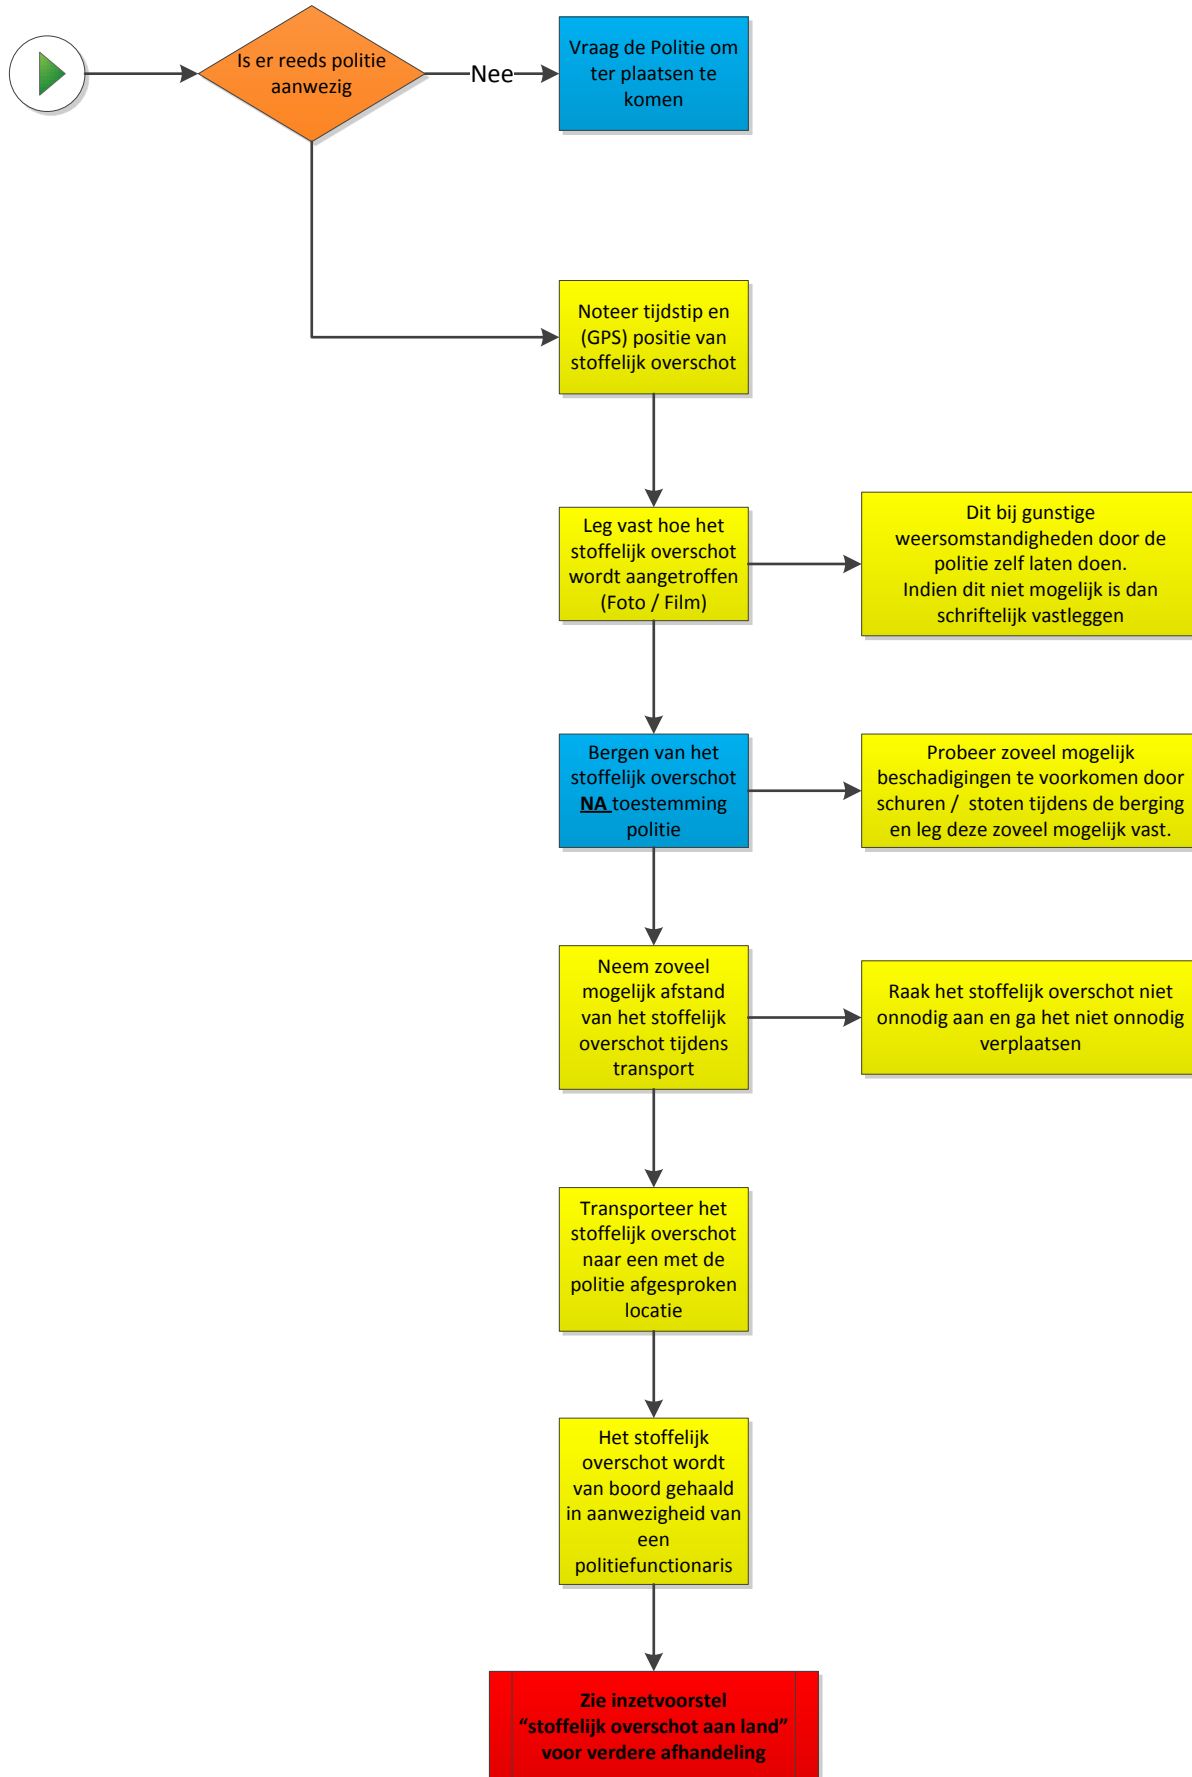 Is er reeds politie
aanwezig
Nee
Vraag de Politie om
ter plaatsen te
komen
Noteer tijdstip en
(GPS) positie van
stoffelijk overschot
Leg vast hoe het
stoffelijk overschot
wordt aangetroffen
(Foto / Film)
Dit bij gunstige
weersomstandigheden door de
politie zelf laten doen.
Indien dit niet mogelijk is dan
schriftelijk vastleggen
Bergen van het
stoffelijk overschot
NA toestemming
politie
Probeer zoveel mogelijk
beschadigingen te voorkomen door
schuren / stoten tijdens de berging
en leg deze zoveel mogelijk vast.
Neem zoveel
mogelijk afstand
van het stoffelijk
overschot tijdens
transport
Raak het stoffelijk overschot niet
onnodig aan en ga het niet onnodig
verplaatsen
Transporteer het
stoffelijk overschot
naar een met de
politie afgesproken
locatie
Het stoffelijk
overschot wordt
van boord gehaald
in aanwezigheid van
een
politiefunctionaris
Zie inzetvoorstel
“stoffelijk overschot aan land”
voor verdere afhandeling